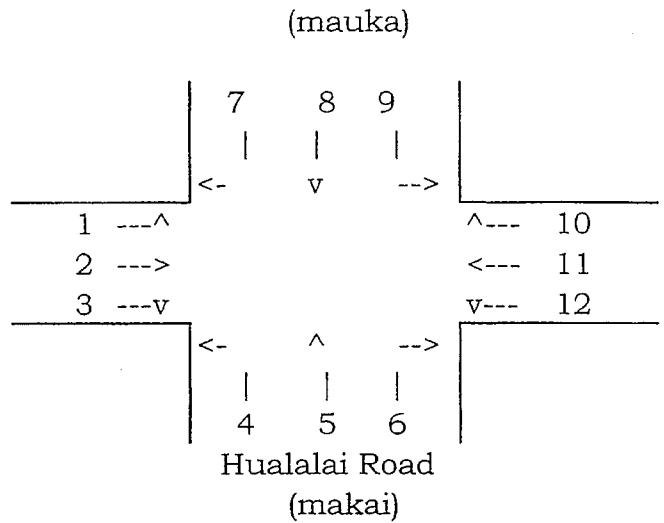 (mauka)
7 8 9
| | |
<- v -->
1 ---^ ^--- 10
2 ---> <--- 11
3 ---v v--- 12
<- ^ -->
| | |
4 5 6
Hualalai Road
(makai)